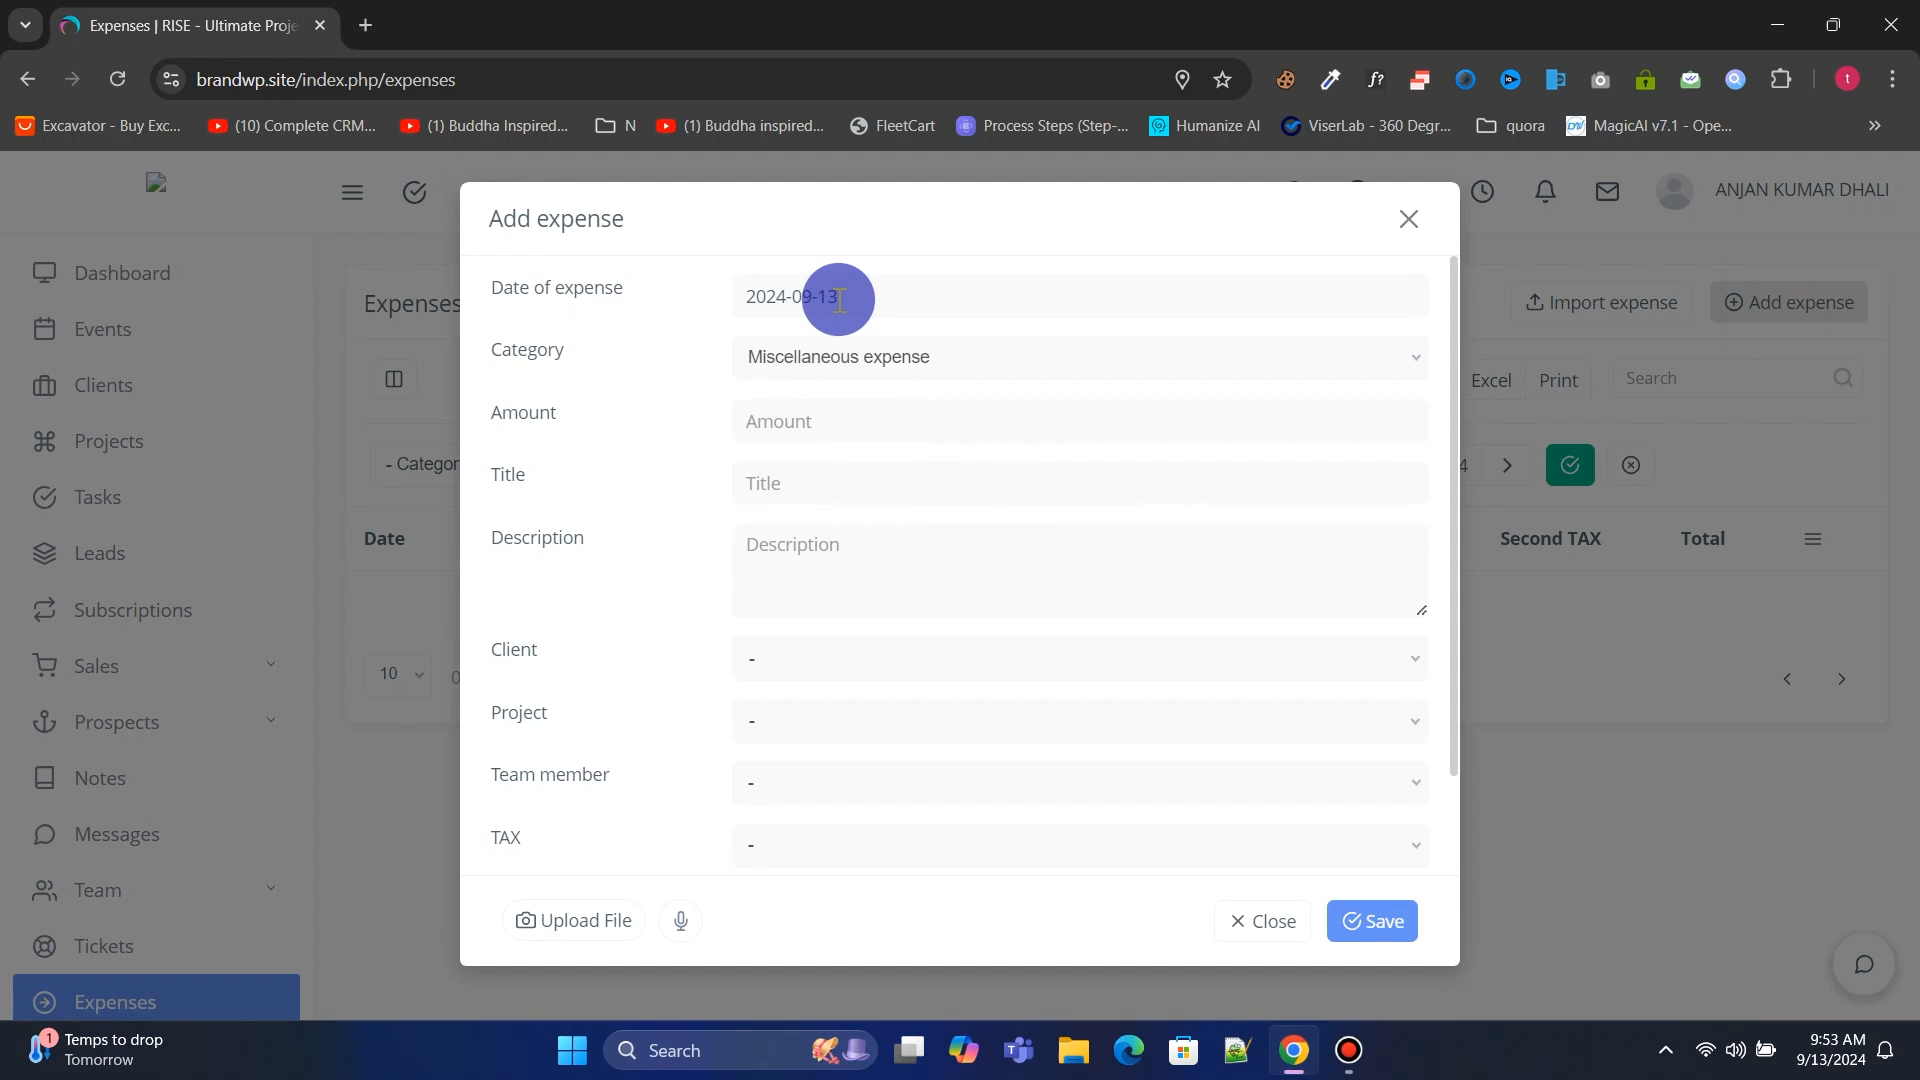 Expenses | RISE - Ultimate Proje
brandwp.site/index.php/expenses
t
Excavator - Buy Exc...
(10) Complete CRM...
(1) Buddha Inspired...
N
(1) Buddha inspired...
FleetCart
Process Steps (Step-...
Humanize AI
ViserLab - 360 Degr...
quora
MagicAI v7.1 - Ope...
ANJAN KUMAR DHALI
Dashboard
Events
Clients
Projects
Tasks
Leads
Subscriptions
Sales
Prospects
Notes
Messages
Team
Tickets
Expenses
Expenses
Import expense
Add expense
Excel
Print
Search
- Categor
4
Date
Second TAX
Total
10
0
Add expense
Date of expense
2024-09-13
Category
Miscellaneous expense
Amount
Amount
Title
Title
Description
Description
Client
-
Project
-
Team member
-
TAX
-
Upload File
Close
Save
1
Temps to drop
Tomorrow
Search
9:53 AM
9/13/2024